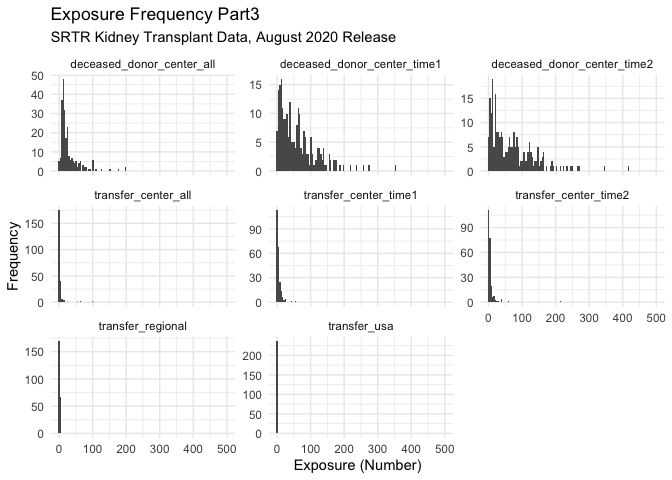 Exposure Frequency Part3
SRTR Kidney Transplant Data, August 2020 Release
deceased_donor_center_all
deceased_donor_center_time1
deceased_donor_center_time2
50
40
30
20
10
0
15
10
5
0
15
10
5
0
transfer_center_all
transfer_center_time1
transfer_center_time2
150
100
50
0
90
60
30
0
90
60
30
0
0 100 200 300 400 500
transfer_regional
transfer_usa
150
100
50
0
200
150
100
50
0
0 100 200 300 400 500
0 100 200 300 400 500
Frequency
Exposure (Number)